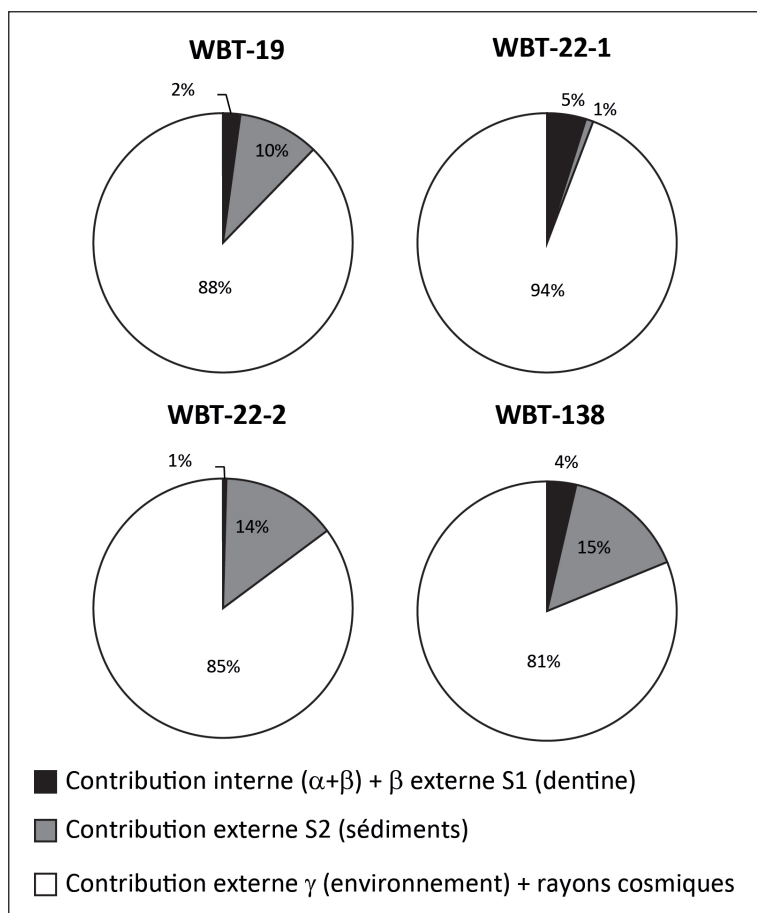 WBT-19 WBT-22-1
2% 5% 1%
10%
88% 94%
WBT-22-2 WBT-138
1% 4%
14% 15%
85% 81%
Contribution interne (α+β) + β externe S1 (dentine)
Contribution externe S2 (sédiments)
Contribution externe γ (environnement) + rayons cosmiques